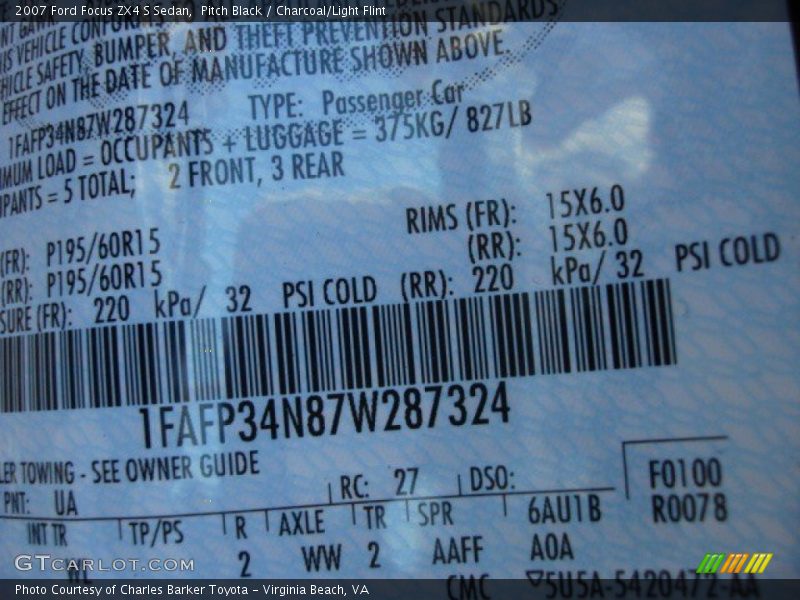 2007 Ford Focus ZX4 S Sedan, Pitch Black / Charcoal/Light Flint
THEFT PREVENTION STANDARDS
VEHICLE SAFETY, BUMPER, AND
EFFECT ON THE DATE OF MANUFACTURE SHOWN ABOVE.
1FAFP34N87W287324 TYPE: Passenger Car
MUM LOAD = OCCUPANTS + LUGGAGE = 375KG/ 827LB
PANTS = 5 TOTAL; 2 FRONT, 3 REAR
RIMS (FR): 15X6.0
(FR): P195/60R15 (RR): 15X6.0
(RR): P195/60R15
SURE (FR): 220 kPa/ 32 PSI COLD (RR): 220 kPa/ 32 PSI COLD
1FAFP34N87W287324
LER TOWING - SEE OWNER GUIDE
PNT: UA RC: 27 DSO: F0100
R0078
INT TR TP/PS R AXLE TR SPR 6AU1B
2 WW 2 AAFF A0A
GTCARLOT.COM
CMC ▽5U5A-5420472-AA
Photo Courtesy of Charles Barker Toyota - Virginia Beach, VA